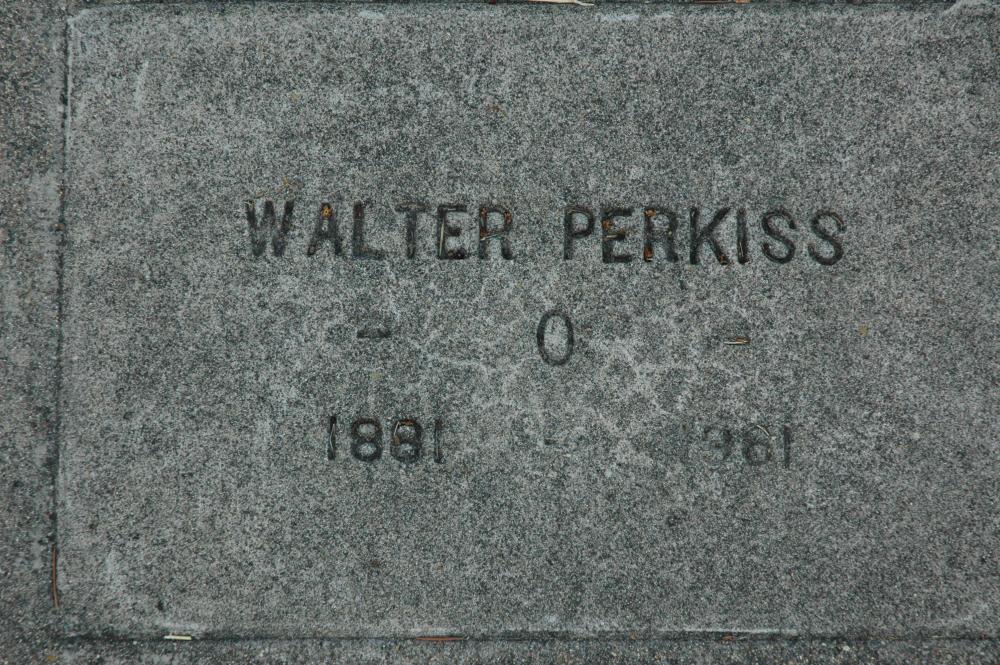 WALTER PERKISS
- O -
1881 - 1961